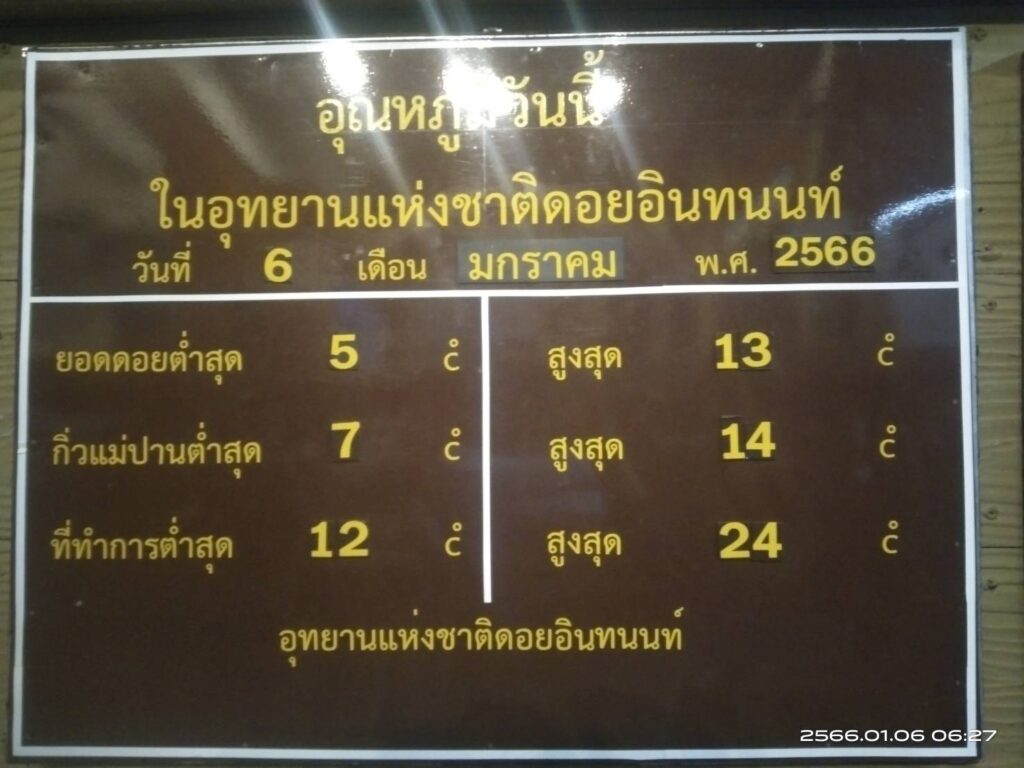 อุณหภูมิวันนี้
ในอุทยานแห่งชาติดอยอินทนนท์
วันที่ 6 เดือน มกราคม พ.ศ. 2566
ยอดดอยต่ำสุด 5 C̊ สูงสุด 13 C̊
กิ่วแม่ปานต่ำสุด 7 C̊ สูงสุด 14 C̊
ที่ทำการต่ำสุด 12 C̊ สูงสุด 24 C̊
อุทยานแห่งชาติดอยอินทนนท์
2566.01.06 06:27